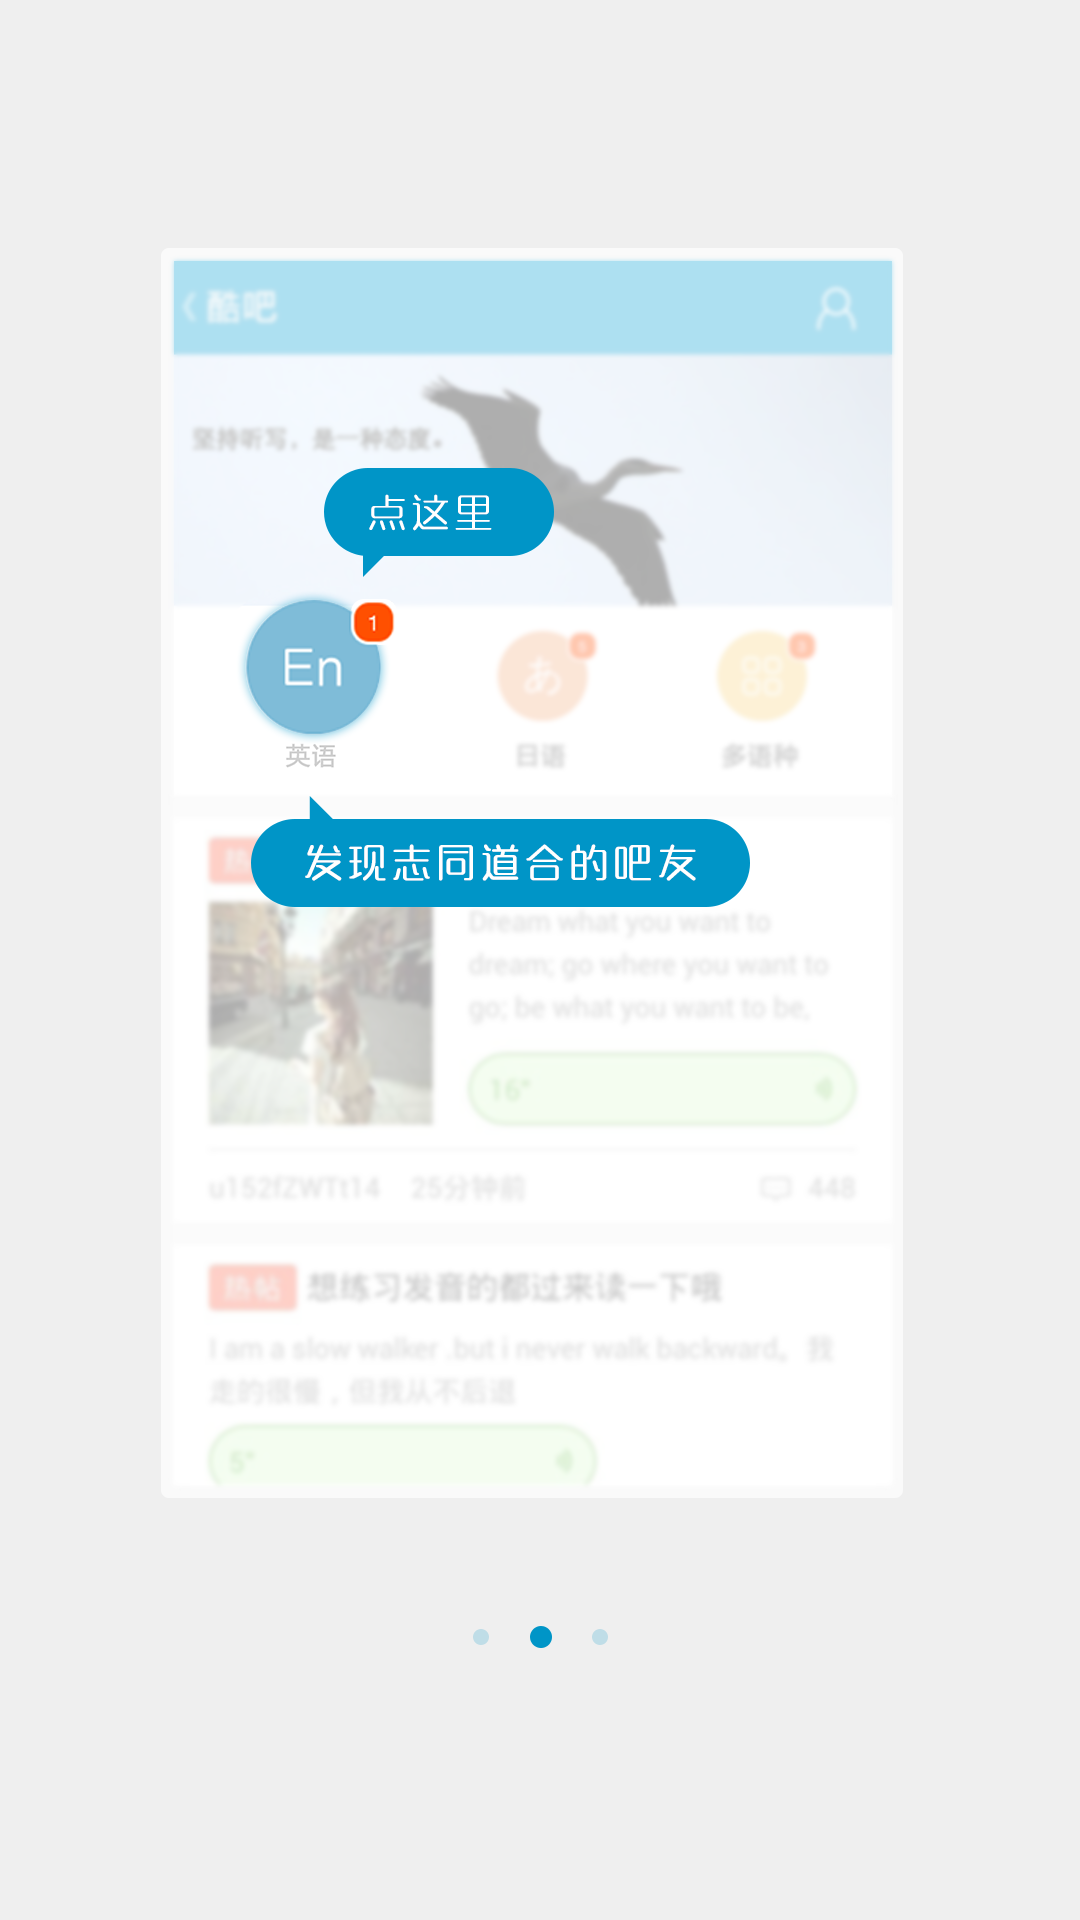 酷吧
坚持听写，是一种态度。
点这里
1
En
あ
英语
日语
多语种
发现志同道合的吧友
Dream what you want to
dream; go where you want to
go; be what you want to be,
16"
u152fZWTt14 25分钟前 448
热帖 想练习发音的都过来读一下哦
I am a slow walker .but i never walk backward。我
走的很慢，但我从不后退
5"